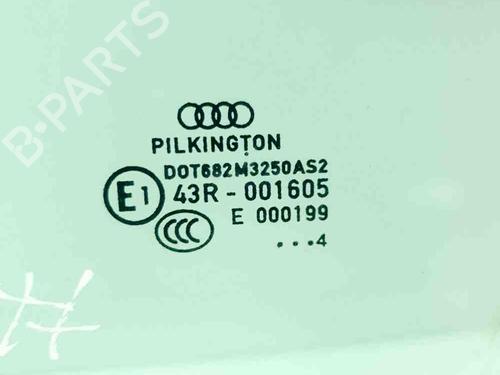 B-PARTS
PILKINGTON
DOT682M3250AS2
E1 43R - 001605
E 000199
CCC
...4